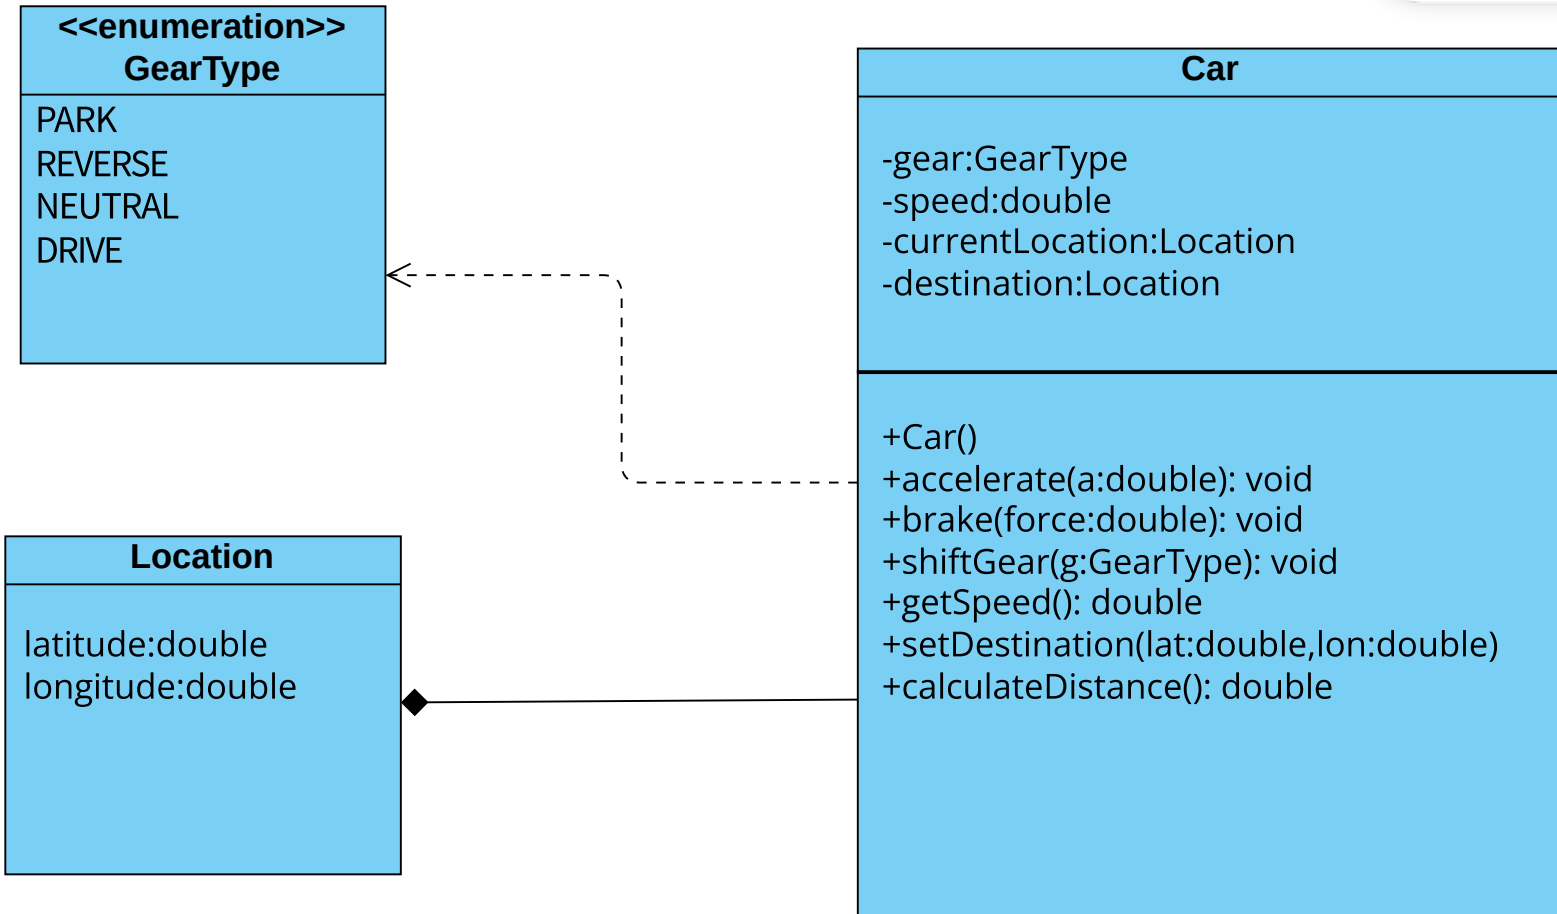 <<enumeration>>
GearType
PARK
REVERSE
NEUTRAL
DRIVE
Location
latitude:double
longitude:double
Car
-gear:GearType
-speed:double
-currentLocation:Location
-destination:Location
+Car()
+accelerate(a:double): void
+brake(force:double): void
+shiftGear(g:GearType): void
+getSpeed(): double
+setDestination(lat:double,lon:double)
+calculateDistance(): double